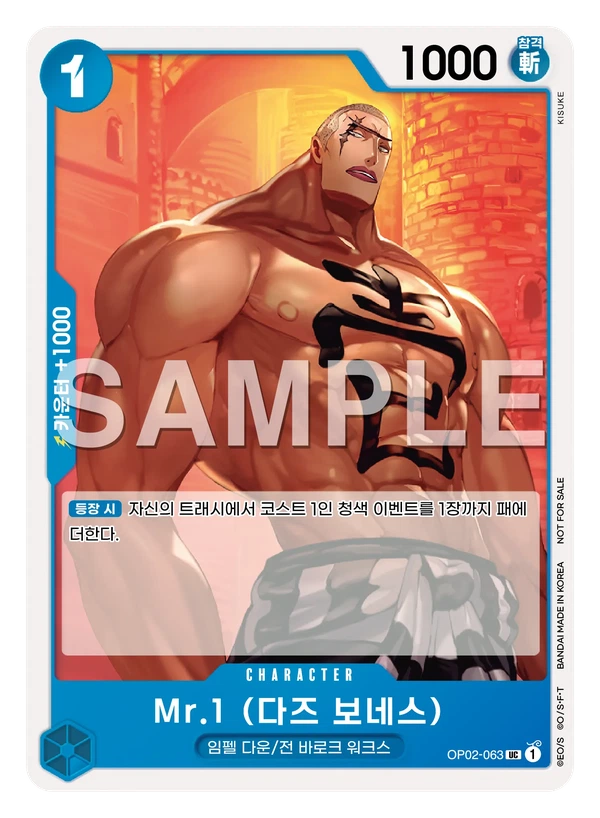 1
1000
참격
斬
KISUKE
카운터 +1000
SAMPLE
등장 시 자신의 트래시에서 코스트 1인 청색 이벤트를 1장까지 패에
더한다.
CHARACTER
Mr.1 (다즈 보네스)
임펠 다운/전 바로크 워크스
OP02-063 UC 1
©EO/S ©O/S·F·T BANDAI MADE IN KOREA NOT FOR SALE